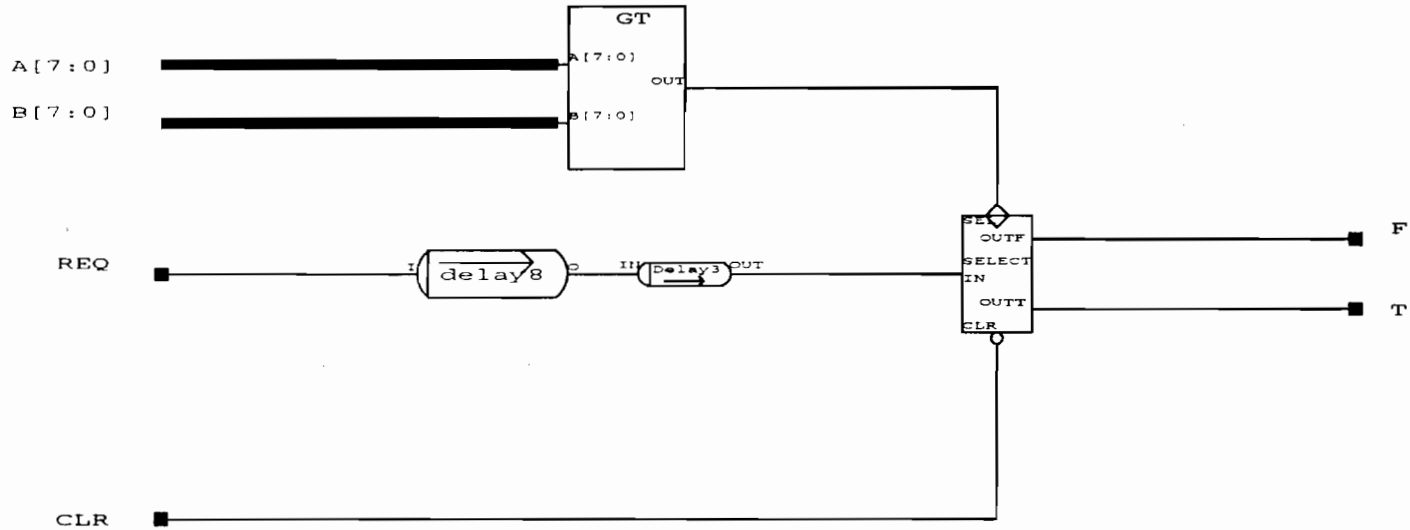 GT
A[7:0]
A[7:0]
OUT
B[7:0]
B[7:0]
SEL
OUTF
F
REQ
I
delay8
O
IN
Delay3
OUT
SELECT
IN
OUTT
T
CLR
CLR